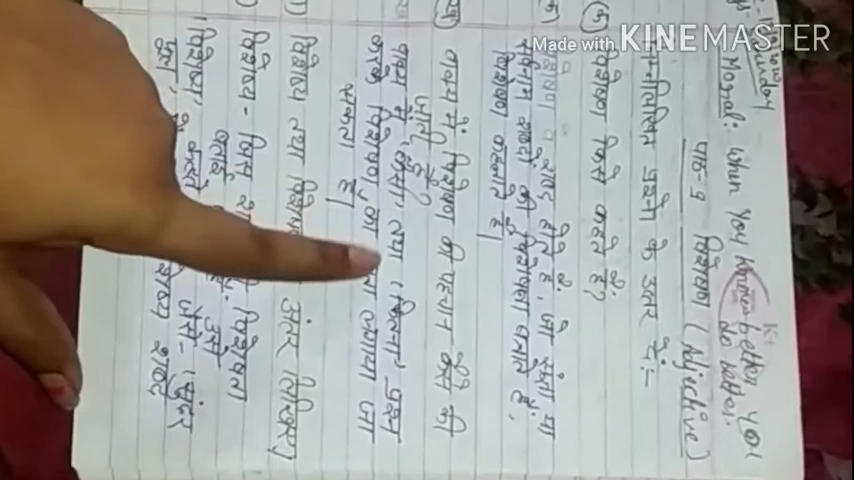 Made with KINEMASTER
Moral: When you know better you
do better.
पाठ-9 विशेषण (Adjective)
निम्नलिखित प्रश्नो के उत्तर दें:-
(क) विशेषण किसे कहते हैं?
विशेषण वे शब्द होते हैं, जो संज्ञा या
सर्वनाम शब्दों की विशेषता बताते हैं,
विशेषण कहलाते हैं।
वाक्य में विशेषण की पहचान कैसे की
जाती है?
वाक्य में 'कैसा' तथा 'कितना' प्रश्न
करके विशेषण का लगाया जा
सकता है।
विशेष्य तथा अंतर लिखिए।
विशेष्य - जिस विशेषता
बताई उसे
'विशेष्य' कहते जैसे- 'सुंदर
शब्द